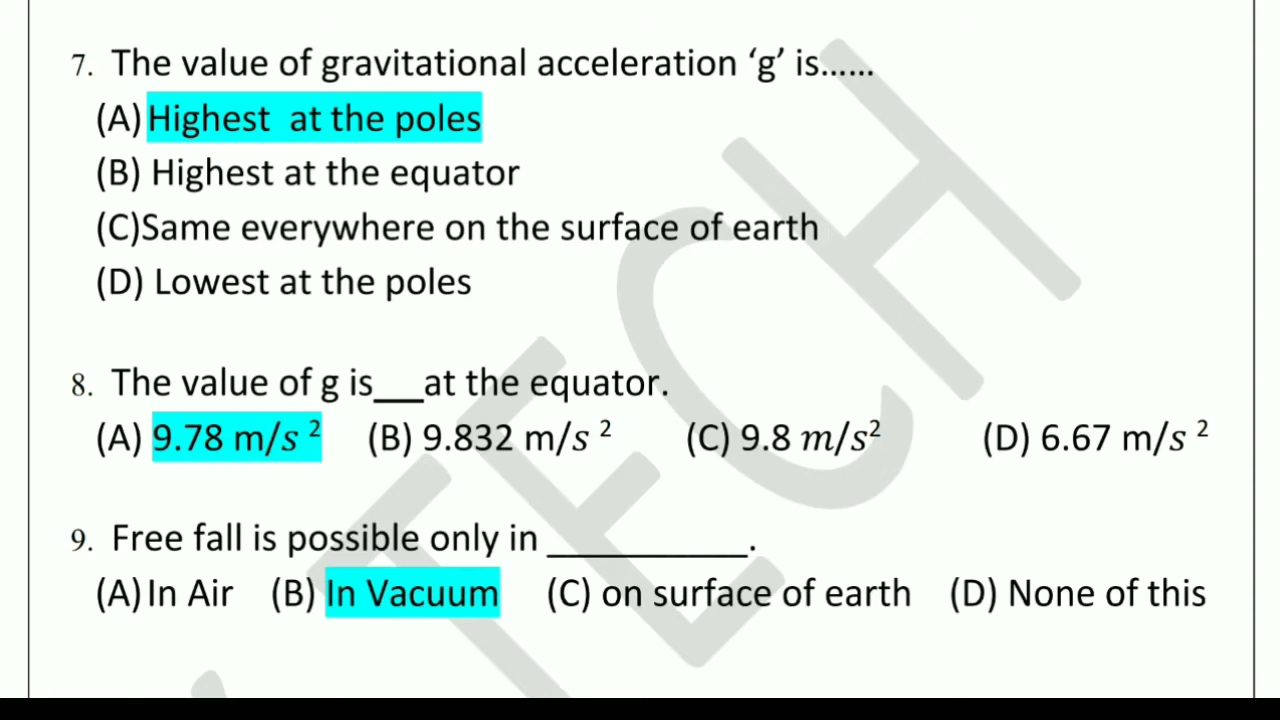 7. The value of gravitational acceleration ‘g’ is......
(A) Highest at the poles
(B) Highest at the equator
(C)Same everywhere on the surface of earth
(D) Lowest at the poles
8. The value of g is___at the equator.
(A) 9.78 m/s ² (B) 9.832 m/s ² (C) 9.8 m/s² (D) 6.67 m/s ²
9. Free fall is possible only in __________.
(A) In Air (B) In Vacuum (C) on surface of earth (D) None of this
TECH